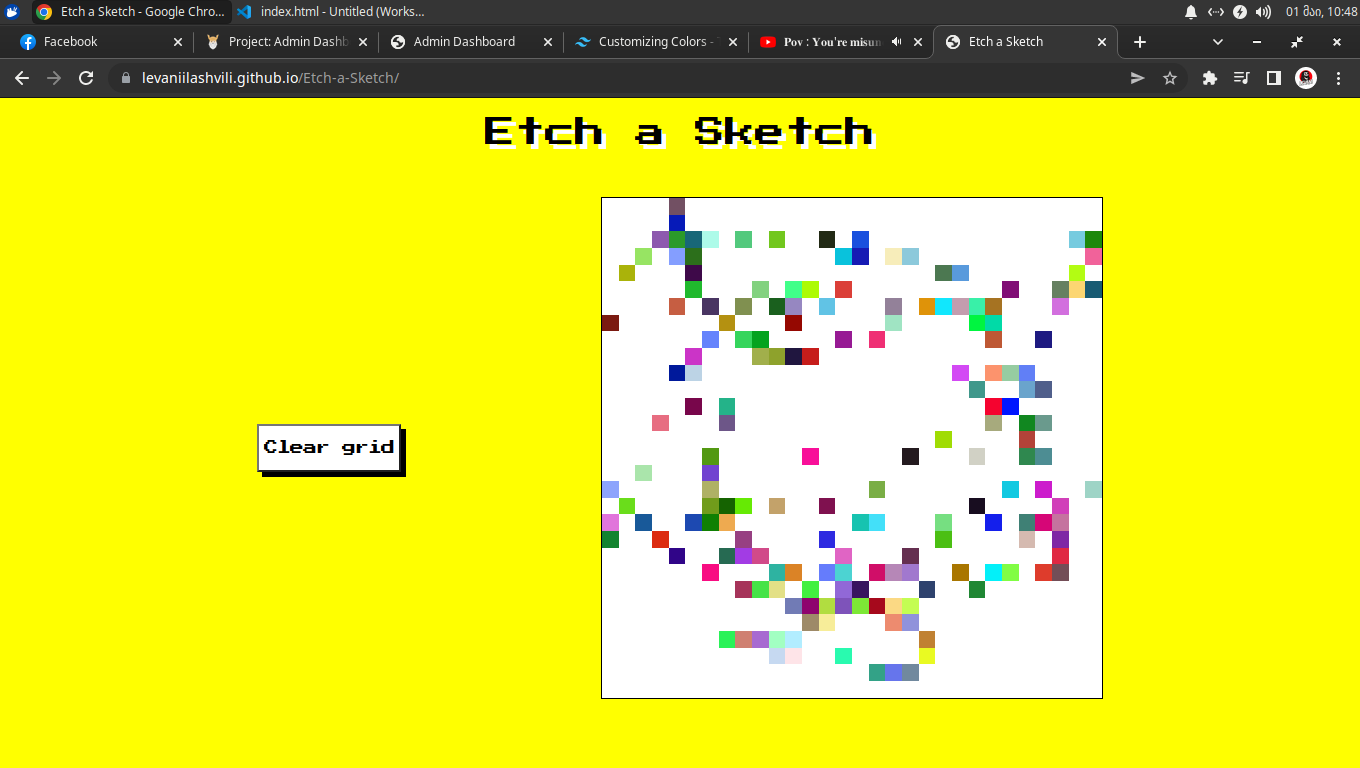 Etch a Sketch - Google Chro...
index.html - Untitled (Works...
01 მაი, 10:48
Facebook
Project: Admin Dashb
Admin Dashboard
Customizing Colors -
Pov : You're misun
Etch a Sketch
levaniilashvili.github.io/Etch-a-Sketch/
Etch a Sketch
Clear grid